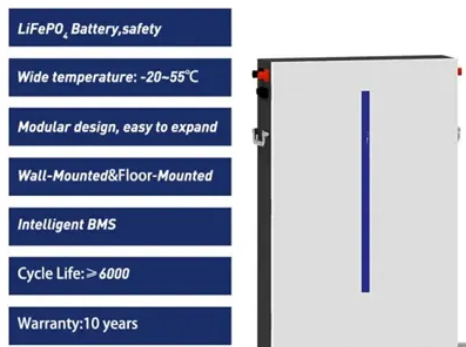 LiFePO4 Battery,safety
Wide temperature: -20~55℃
Modular design, easy to expand
Wall-Mounted&Floor-Mounted
Intelligent BMS
Cycle Life:≥6000
Warranty:10 years